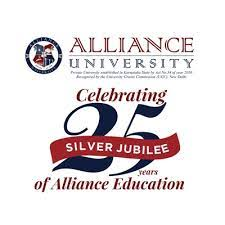 ALLIANCE
UNIVERSITY
Private University established in Karnataka State by Act No.34 of year 2010
Recognized by the University Grants Commission (UGC), New Delhi
Celebrating
25
SILVER JUBILEE
years
of Alliance Education